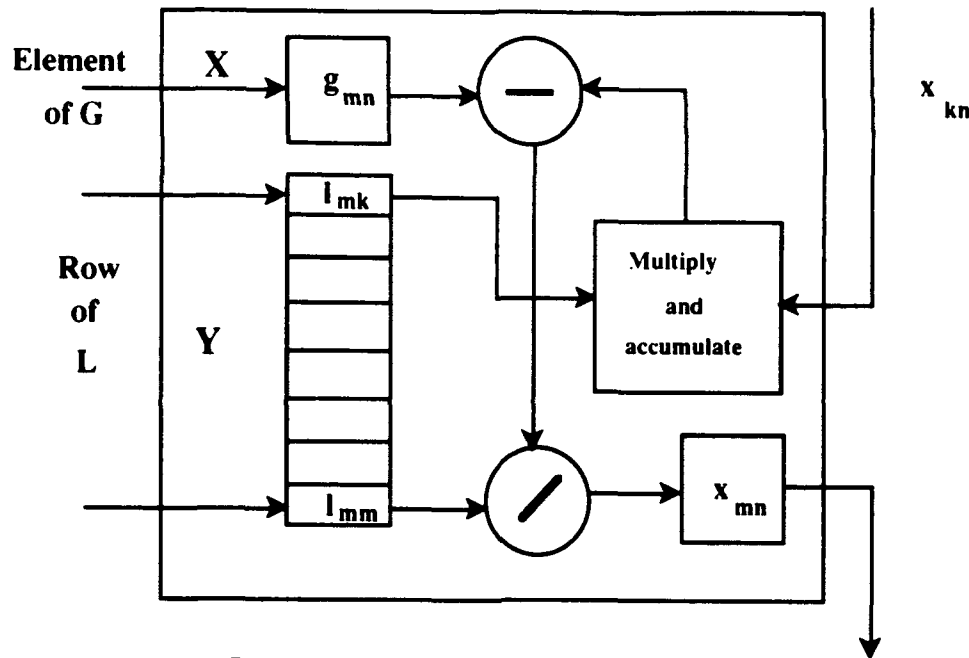 Element
of G
X
g mn
—
x kn
l mk
Row
of
L
Y
Multiply
and
accumulate
l mm
/
x mn